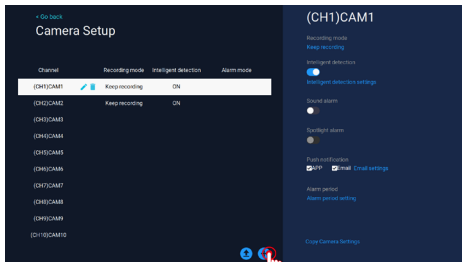 < Go back
Camera Setup
Channel Recording mode Intelligent detection Alarm mode
(CH1)CAM1 Keep recording ON
(CH2)CAM2 Keep recording ON
(CH3)CAM3
(CH4)CAM4
(CH5)CAM5
(CH6)CAM6
(CH7)CAM7
(CH8)CAM8
(CH9)CAM9
(CH10)CAM10
(CH1)CAM1
Recording mode
Keep recording
Intelligent detection
Intelligent detection settings
Sound alarm
Spotlight alarm
Push notification
APP Email Email settings
Alarm period
Alarm period setting
Copy Camera Settings